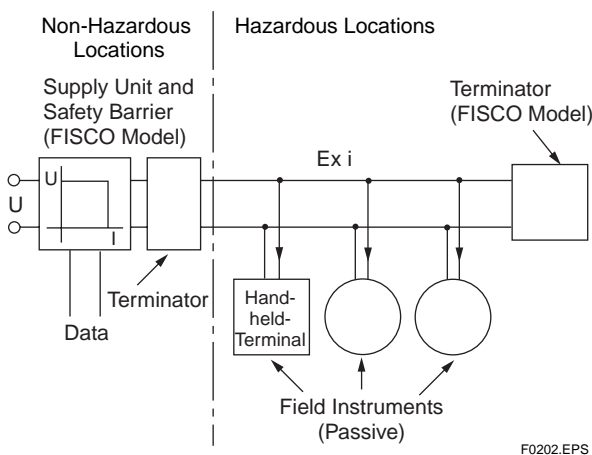 Non-Hazardous
Locations
Hazardous Locations
Supply Unit and
Safety Barrier
(FISCO Model)
Terminator
(FISCO Model)
Ex i
U
U
I
Terminator
Data
Hand-
held-
Terminal
Field Instruments
(Passive)
F0202.EPS